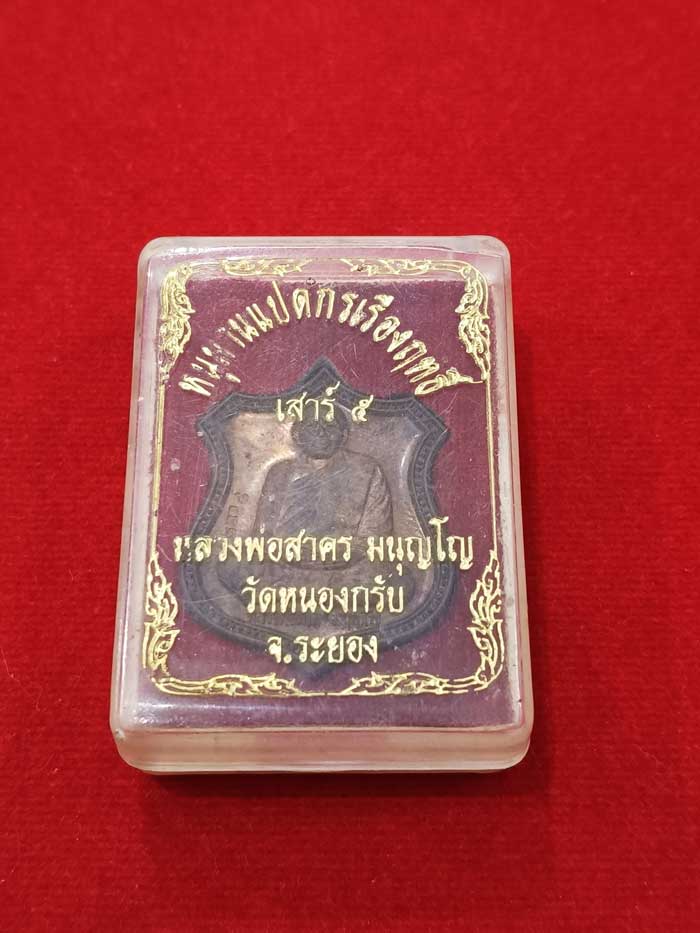 หนุมานแปดกรเรืองฤทธิ์
เสาร์ ๕
หลวงพ่อสาคร มนุญโญ
วัดหนองกรับ
จ.ระยอง